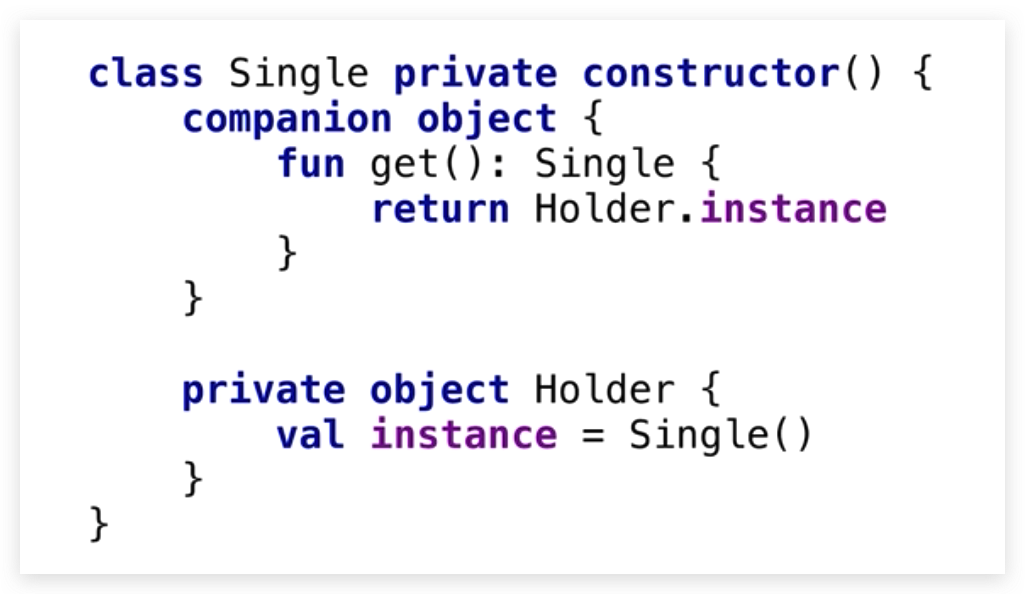 class Single private constructor() {
    companion object {
        fun get(): Single {
            return Holder.instance
        }
    }

    private object Holder {
        val instance = Single()
    }
}